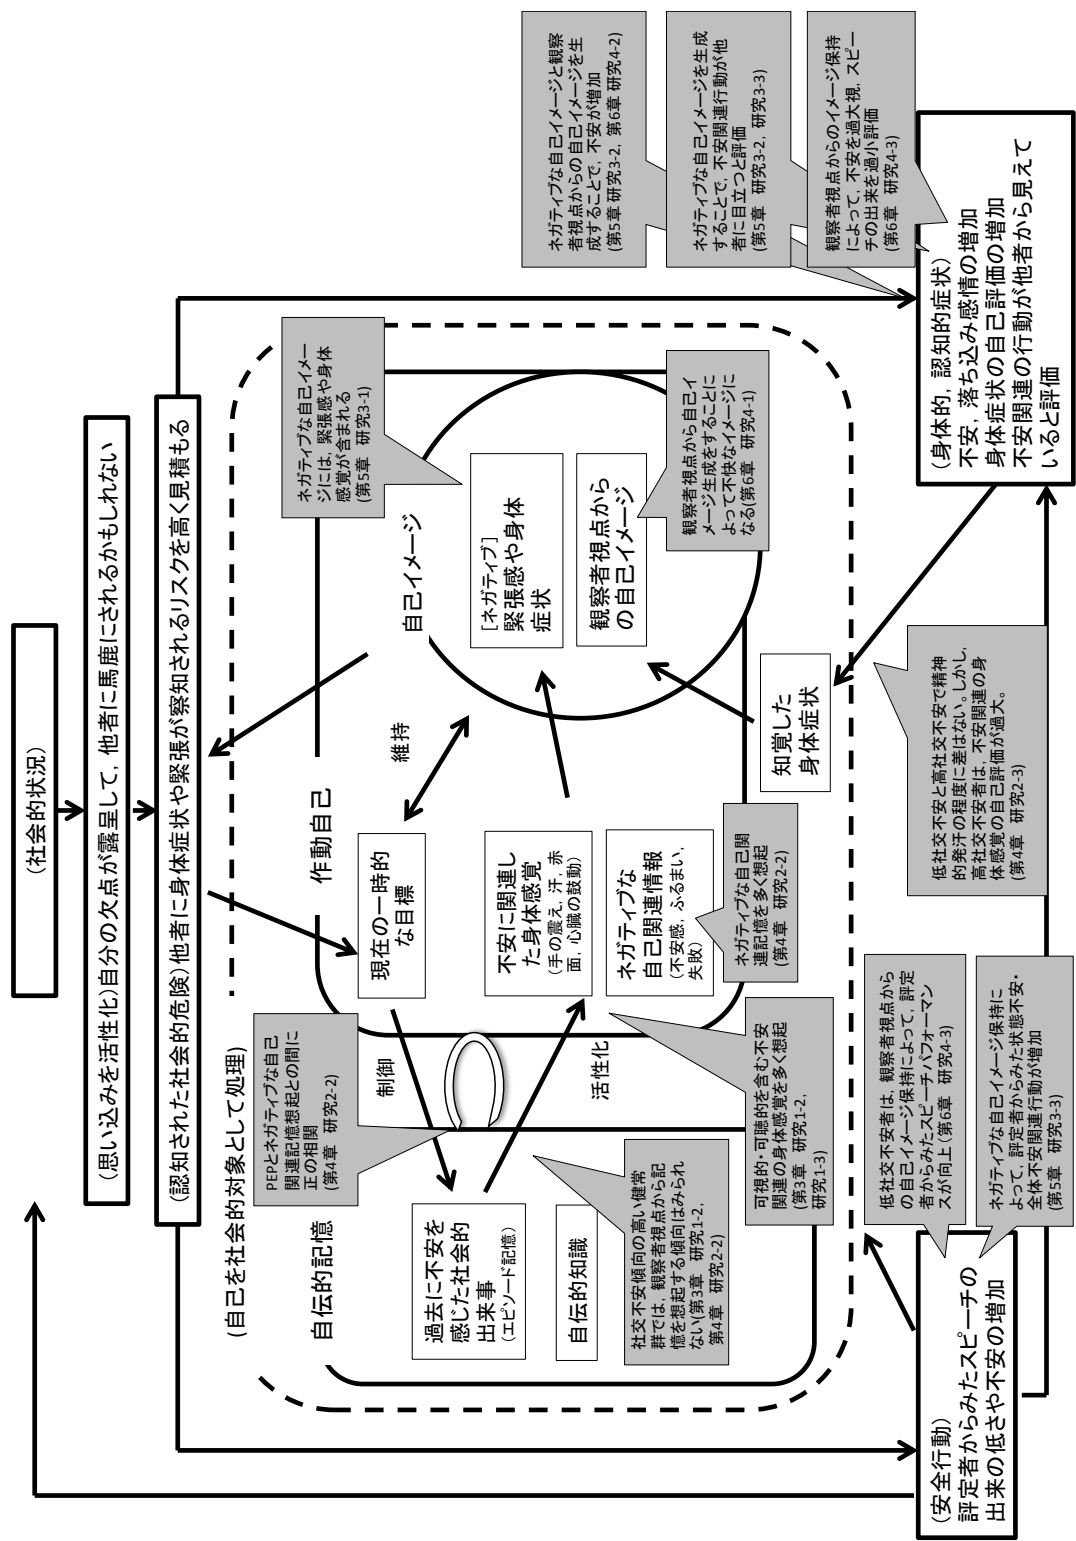 (社会的状況)
(思い込みを活性化)自分の欠点が露呈して,他者に馬鹿にされるかもしれない
(認知された社会的危険)他者に身体症状や緊張が察知されるリスクを高く見積もる
(自己を社会的対象として処理)
PEPとネガティブな自己
関連記憶想起との間に
正の相関
(第4章 研究2-2)
ネガティブな自己イメー
ジには,緊張感や身体
感覚が含まれる
(第5章 研究3-1)
自伝的記憶
作動自己
自己イメージ
過去に不安を
感じた社会的
出来事
(エピソード記憶)
自伝的知識
社交不安傾向の高い健常
群では,観察者視点から記
憶を想起する傾向はみられ
ない(第3章 研究1-2,
第4章 研究2-2)
制御
活性化
維持
現在の一時的
な目標
不安に関連し
た身体感覚
(手の震え,汗,赤
面,心臓の鼓動)
ネガティブな
自己関連情報
(不安感,ふるまい,
失敗)
ネガティブな自己関
連記憶を多く想起
(第4章 研究2-2)
可視的・可聴的を含む不安
関連の身体感覚を多く想起
(第3章 研究1-2,
研究1-3)
[ネガティブ]
緊張感や身体
症状
観察者視点から
の自己イメージ
観察者視点から自己イ
メージ生成をすることに
よって不快なイメージに
なる(第6章 研究4-1)
知覚した
身体症状
ネガティブな自己イメージと観察
者視点からの自己イメージを生
成することで,不安が増加
(第5章 研究3-2,第6章 研究4-2)
ネガティブな自己イメージを生成
することで,不安関連行動が他
者に目立つと評価
(第5章 研究3-2,研究3-3)
観察者視点からのイメージ保持
によって,不安を過大視,スピー
チの出来を過小評価
(第6章 研究4-3)
低社交不安者は,観察者視点から
の自己イメージ保持によって,評定
者からみたスピーチパフォーマン
スが向上(第6章 研究4-3)
ネガティブな自己イメージ保持に
よって,評定者からみた状態不安・
全体不安関連行動が増加
(第5章 研究3-3)
低社交不安と高社交不安で精神
的発汗の程度に差はない。しかし,
高社交不安者は,不安関連の身
体感覚の自己評価が過大。
(第4章 研究2-3)
(安全行動)
評定者からみたスピーチの
出来の低さや不安の増加
(身体的,認知的症状)
不安,落ち込み感情の増加
身体症状の自己評価の増加
不安関連の行動が他者から見えて
いると評価